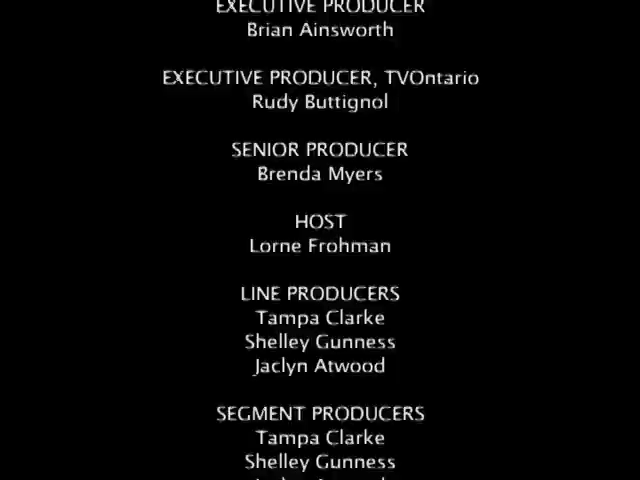 EXECUTIVE PRODUCER
Brian Ainsworth
EXECUTIVE PRODUCER, TVOntario
Rudy Buttignol
SENIOR PRODUCER
Brenda Myers
HOST
Lorne Frohman
LINE PRODUCERS
Tampa Clarke
Shelley Gunness
Jaclyn Atwood
SEGMENT PRODUCERS
Tampa Clarke
Shelley Gunness